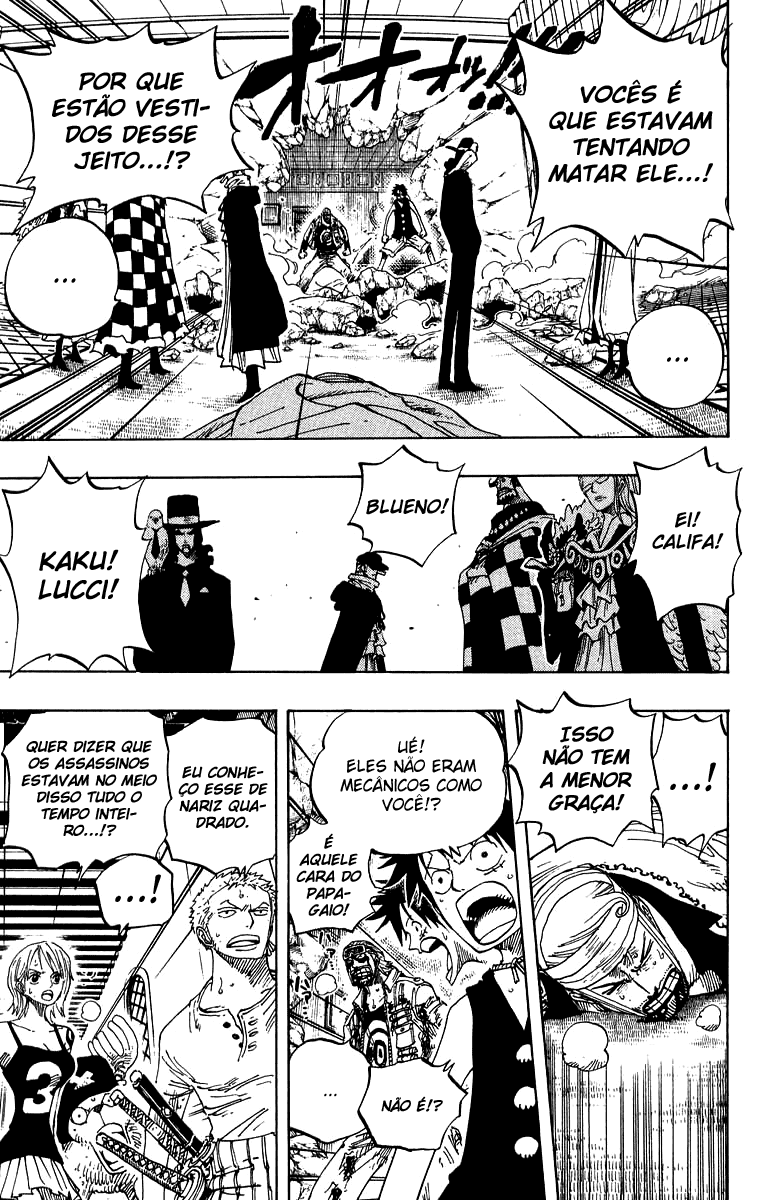 VOCÊS É
QUE ESTAVAM
TENTANDO
MATAR ELE...!
オオオ...
POR QUE
ESTÃO VESTI-
DOS DESSE
JEITO...!?
...
...
EI!
CALIFA!
BLUENO!
KAKU!
LUCCI!
...!
ISSO
NÃO TEM
A MENOR
GRAÇA!
UÉ!
ELES NÃO ERAM
MECÂNICOS COMO
VOCÊ!?
É
AQUELE
CARA DO
PAPA-
GAIO!
...
NÃO É!?
EU CONHE-
ÇO ESSE DE
NARIZ QUA-
DRADO.
QUER DIZER QUE
OS ASSASSINOS
ESTAVAM NO MEIO
DISSO TUDO O
TEMPO INTEI-
RO...!?
...!
3